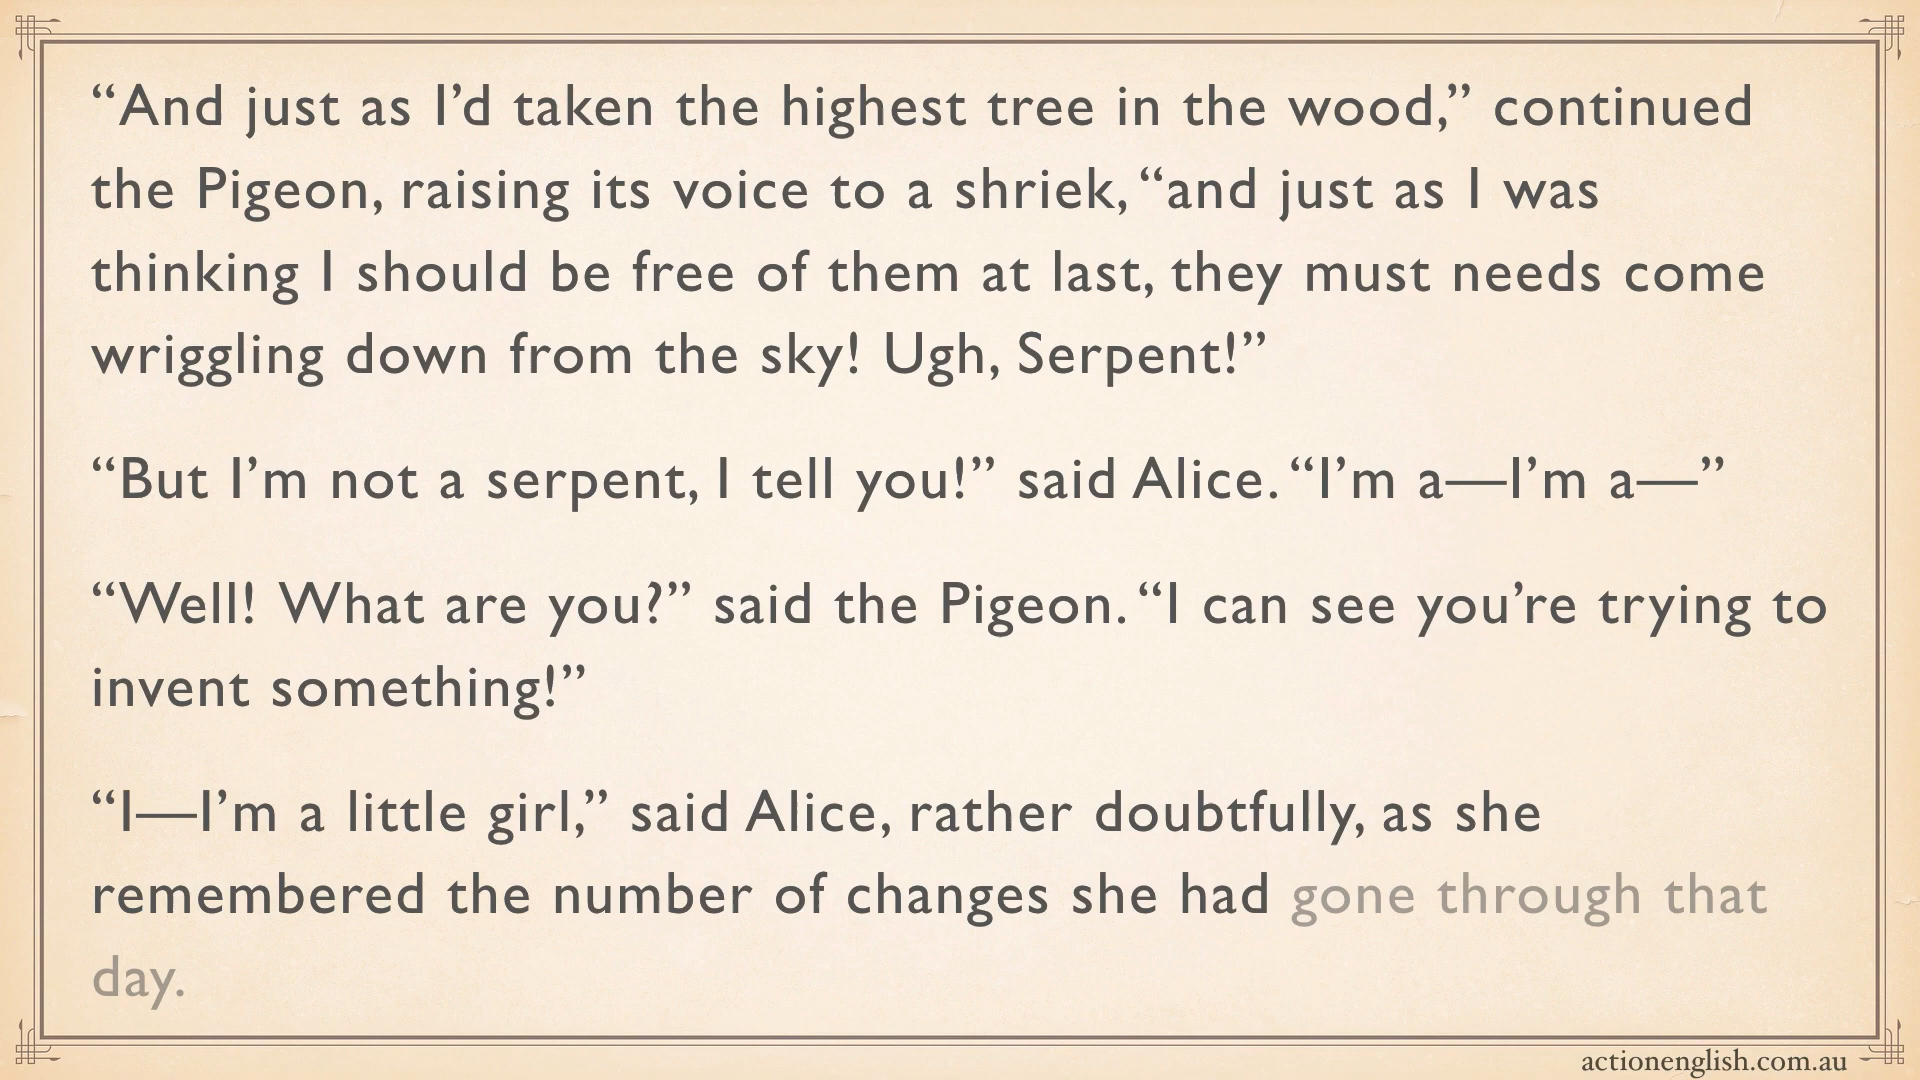 “And just as I’d taken the highest tree in the wood,” continued
the Pigeon, raising its voice to a shriek, “and just as I was
thinking I should be free of them at last, they must needs come
wriggling down from the sky! Ugh, Serpent!”
“But I’m not a serpent, I tell you!” said Alice. “I’m a—I’m a—”
“Well! What are you?” said the Pigeon. “I can see you’re trying to
invent something!”
“I—I’m a little girl,” said Alice, rather doubtfully, as she
remembered the number of changes she had gone through that
day.
actionenglish.com.au